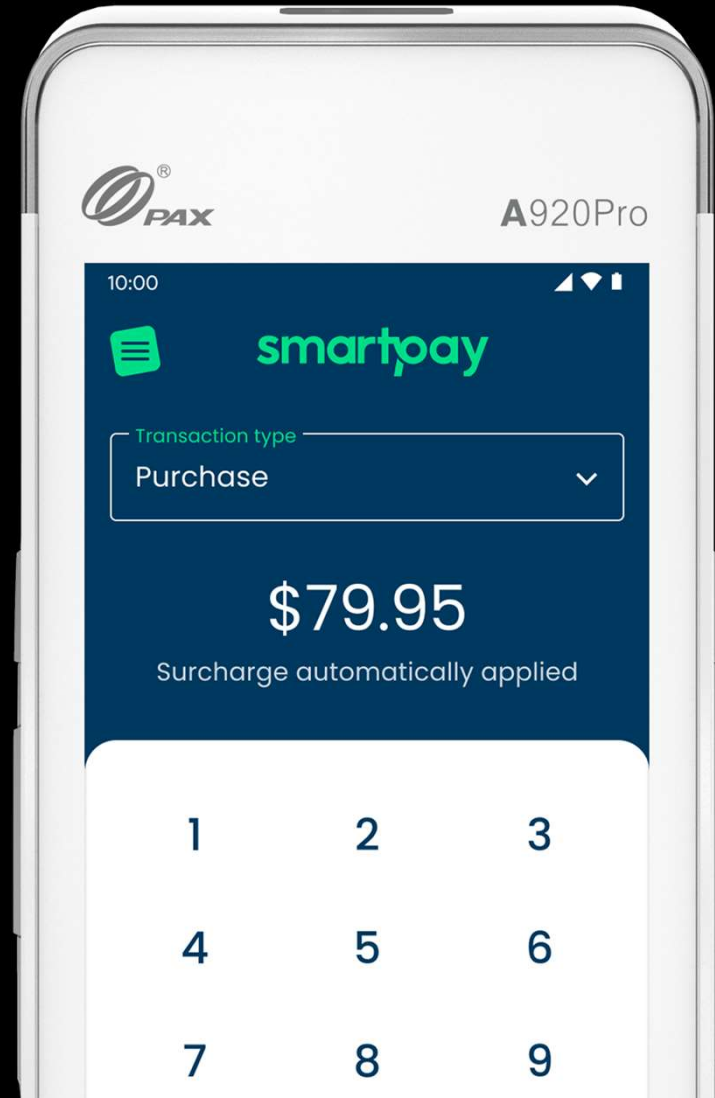 ®
PAX
A920Pro
10:00
smartpay
Transaction type
Purchase
$79.95
Surcharge automatically applied
1 2 3
4 5 6
7 8 9